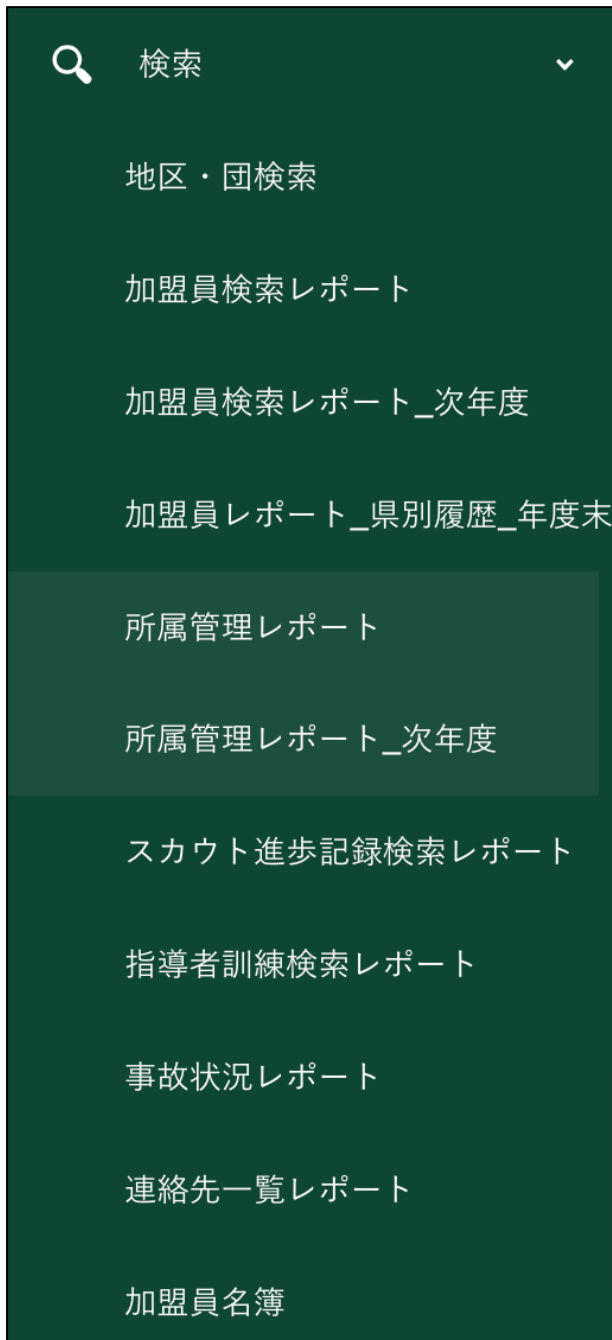 検索
地区・団検索
加盟員検索レポート
加盟員検索レポート_次年度
加盟員レポート_県別履歴_年度末
所属管理レポート
所属管理レポート_次年度
スカウト進歩記録検索レポート
指導者訓練検索レポート
事故状況レポート
連絡先一覧レポート
加盟員名簿